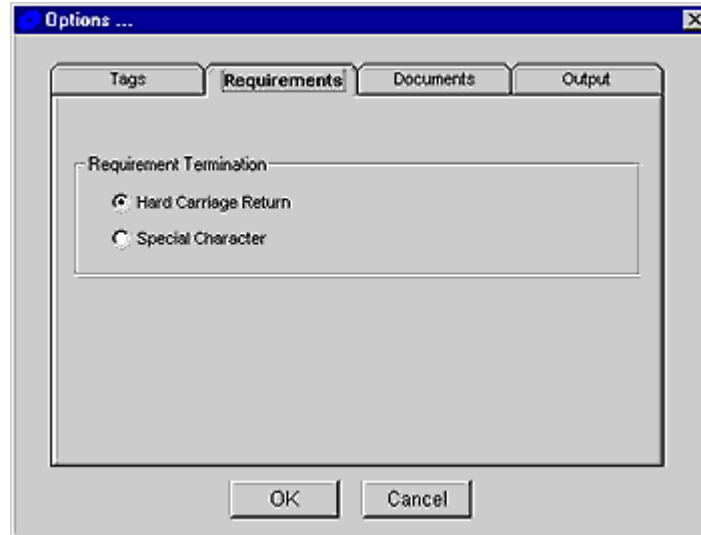 Options ...
Tags Requirements Documents Output
Requirement Termination
Hard Carriage Return
Special Character
OK Cancel